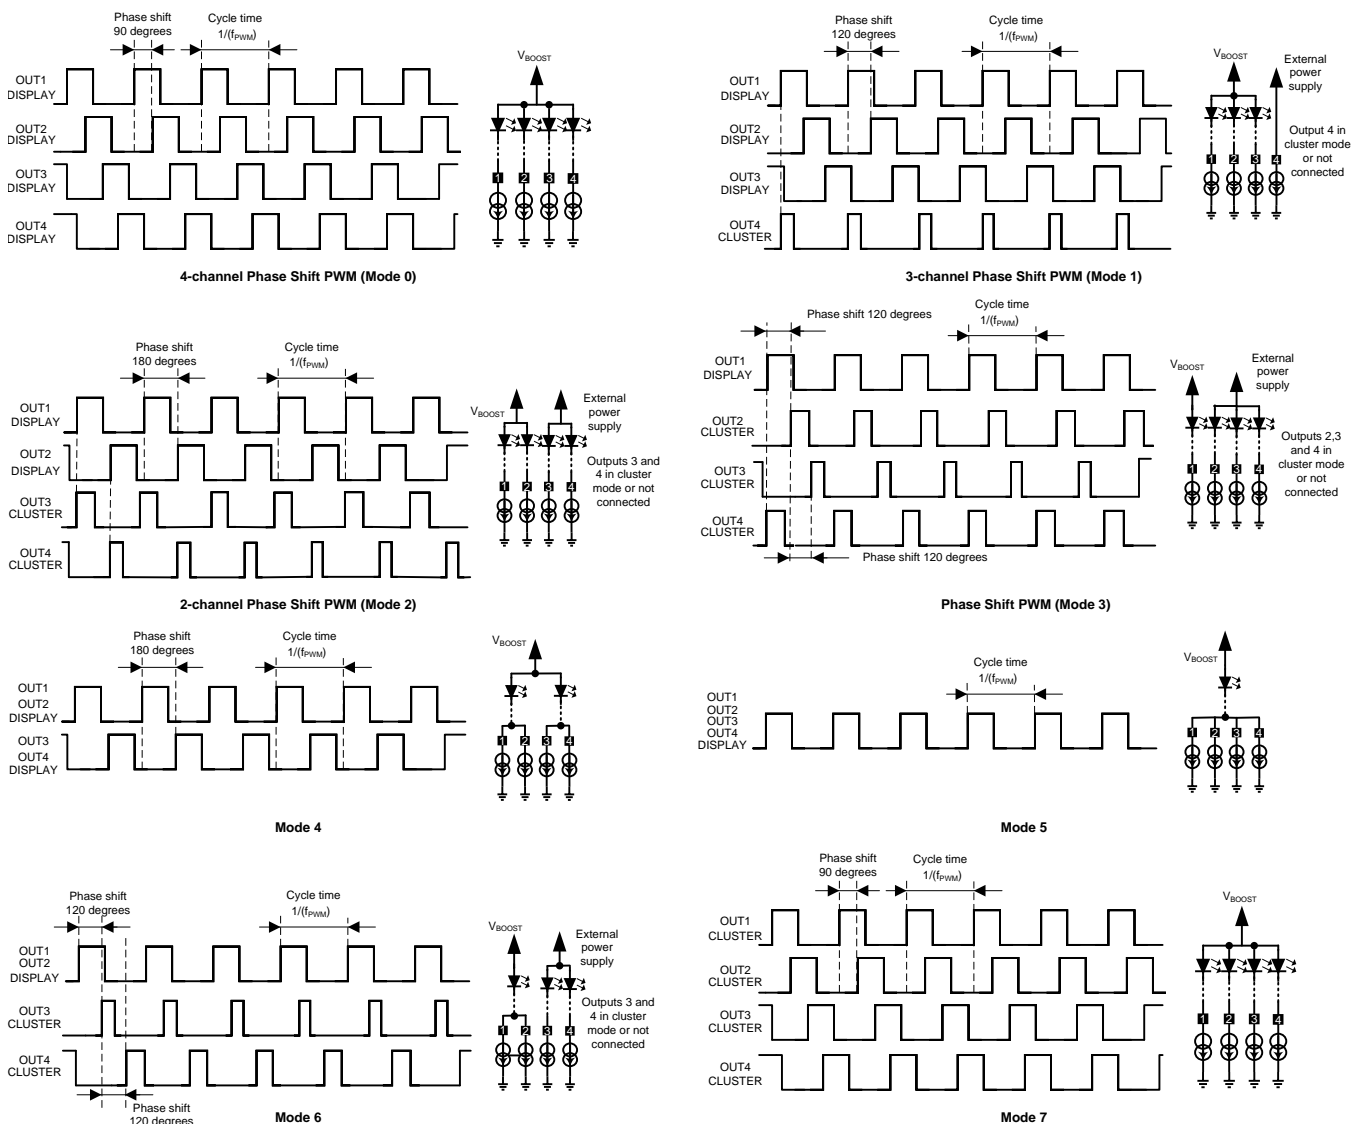 Phase shift
90 degrees
Cycle time
1/(fPWM)
VBOOST
OUT1
DISPLAY
OUT2
DISPLAY
OUT3
DISPLAY
OUT4
DISPLAY
1 2 3 4
4-channel Phase Shift PWM (Mode 0)
Phase shift
120 degrees
Cycle time
1/(fPWM)
VBOOST
External
power
supply
OUT1
DISPLAY
OUT2
DISPLAY
OUT3
DISPLAY
OUT4
CLUSTER
1 2 3 4
Output 4 in
cluster mode
or not
connected
3-channel Phase Shift PWM (Mode 1)
Phase shift
180 degrees
Cycle time
1/(fPWM)
VBOOST
External
power
supply
OUT1
DISPLAY
OUT2
DISPLAY
OUT3
CLUSTER
OUT4
CLUSTER
1 2 3 4
Outputs 3 and
4 in cluster
mode or not
connected
2-channel Phase Shift PWM (Mode 2)
Phase shift 120 degrees
Cycle time
1/(fPWM)
VBOOST
External
power
supply
OUT1
DISPLAY
OUT2
CLUSTER
OUT3
CLUSTER
OUT4
CLUSTER
Phase shift 120 degrees
1 2 3 4
Outputs 2,3
and 4 in
cluster mode
or not
connected
Phase Shift PWM (Mode 3)
Phase shift
180 degrees
Cycle time
1/(fPWM)
VBOOST
OUT1
OUT2
DISPLAY
OUT3
OUT4
DISPLAY
1 2 3 4
Mode 4
Cycle time
1/(fPWM)
VBOOST
OUT1
OUT2
OUT3
OUT4
DISPLAY
1 2 3 4
Mode 5
Phase shift
120 degrees
Cycle time
1/(fPWM)
VBOOST
External
power
supply
OUT1
OUT2
DISPLAY
OUT3
CLUSTER
OUT4
CLUSTER
Phase shift
120 degrees
1 2 3 4
Outputs 3 and
4 in cluster
mode or not
connected
Mode 6
Phase shift
90 degrees
Cycle time
1/(fPWM)
VBOOST
OUT1
CLUSTER
OUT2
CLUSTER
OUT3
CLUSTER
OUT4
CLUSTER
1 2 3 4
Mode 7